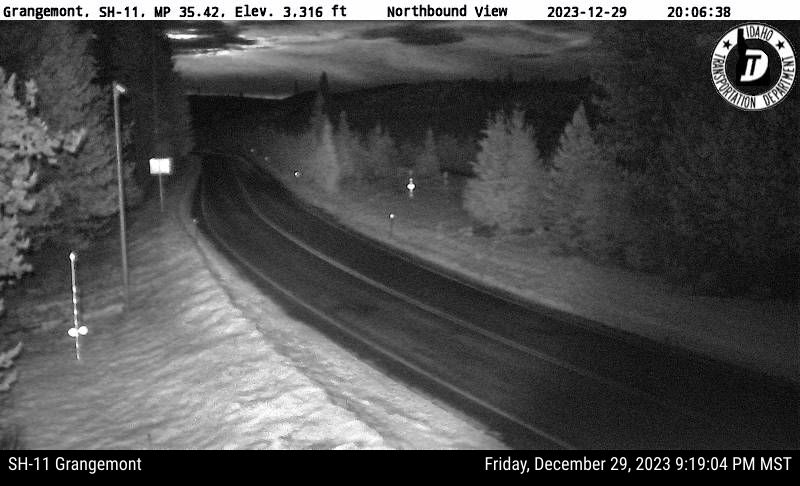 Grangemont, SH-11, MP 35.42, Elev. 3,316 ft Northbound View 2023-12-29 20:06:38
IDAHO
TRANSPORTATION DEPARTMENT
SH-11 Grangemont Friday, December 29, 2023 9:19:04 PM MST